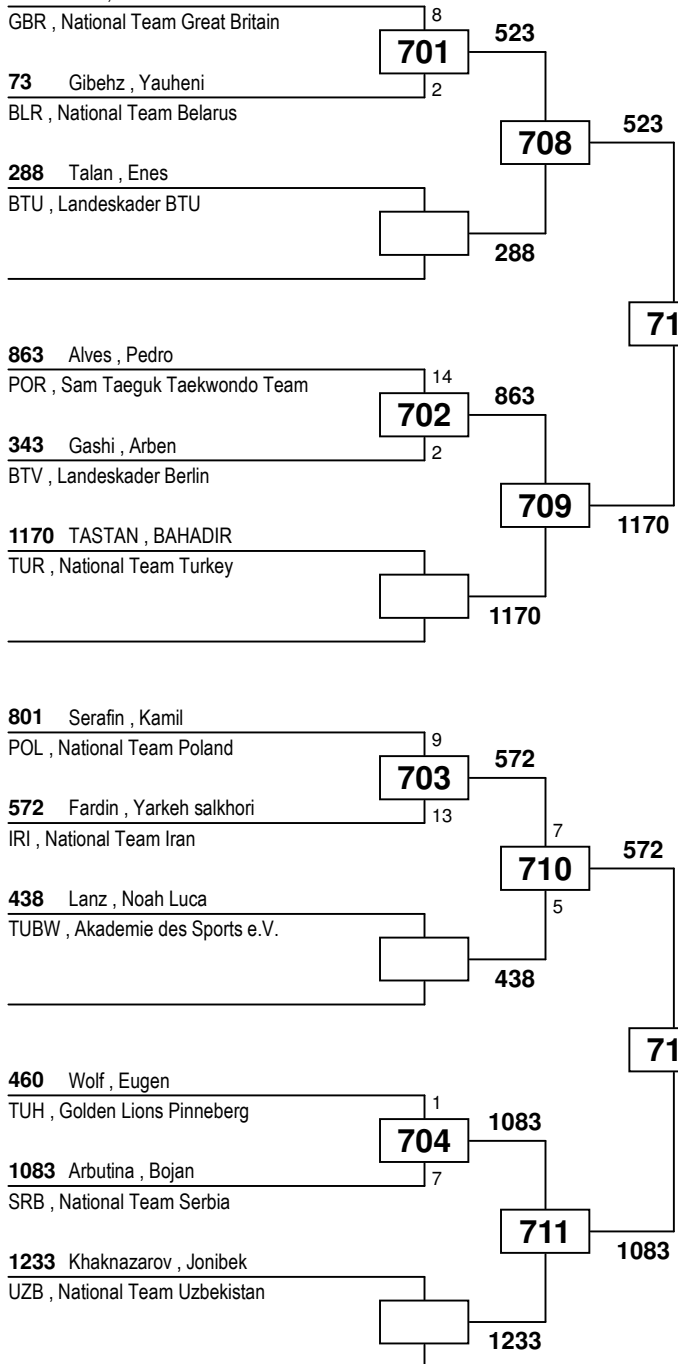 GBR , National Team Great Britain
8
701
523
73 Gibehz , Yauheni
2
BLR , National Team Belarus
708
523
288 Talan , Enes
BTU , Landeskader BTU
288
71
863 Alves , Pedro
POR , Sam Taeguk Taekwondo Team
14
702
863
343 Gashi , Arben
2
BTV , Landeskader Berlin
709
1170
1170 TASTAN , BAHADIR
TUR , National Team Turkey
1170
801 Serafin , Kamil
POL , National Team Poland
9
703
572
572 Fardin , Yarkeh salkhori
13
IRI , National Team Iran
7
710
572
5
438 Lanz , Noah Luca
TUBW , Akademie des Sports e.V.
438
71
460 Wolf , Eugen
TUH , Golden Lions Pinneberg
1
704
1083
1083 Arbutina , Bojan
7
SRB , National Team Serbia
711
1083
1233 Khaknazarov , Jonibek
UZB , National Team Uzbekistan
1233